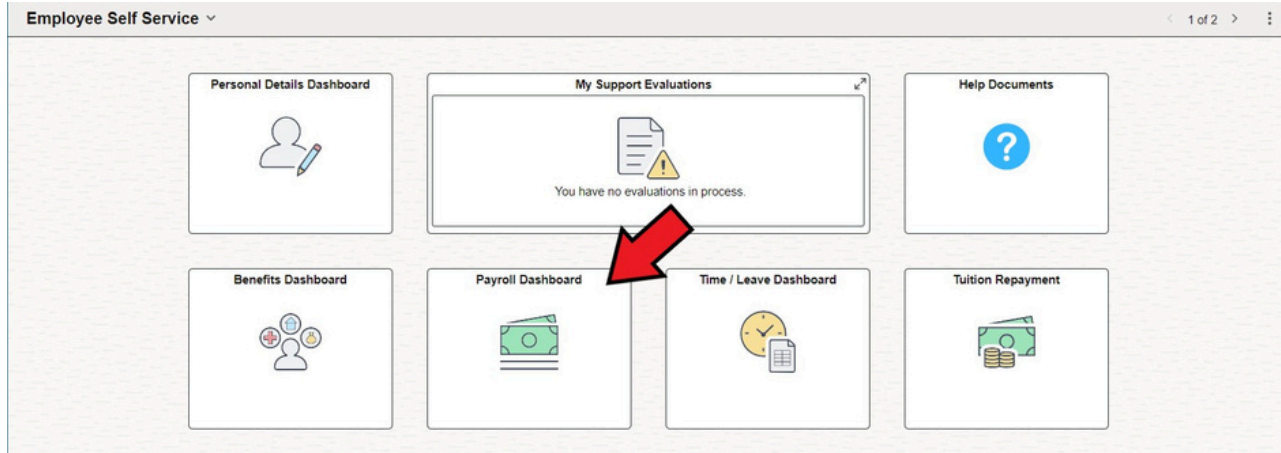 Employee Self Service
1 of 2
Personal Details Dashboard
My Support Evaluations
You have no evaluations in process.
Help Documents
?
Benefits Dashboard
Payroll Dashboard
Time / Leave Dashboard
Tuition Repayment